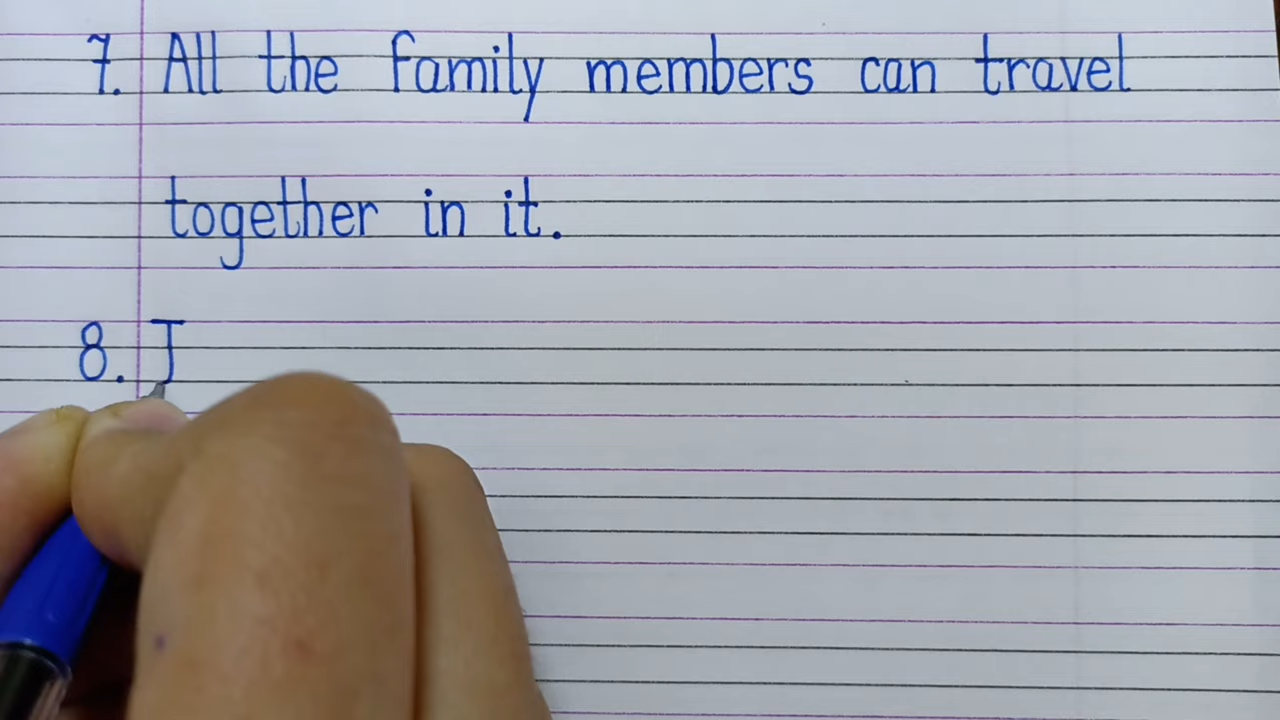 7. All the family members can travel
together in it.
8. J